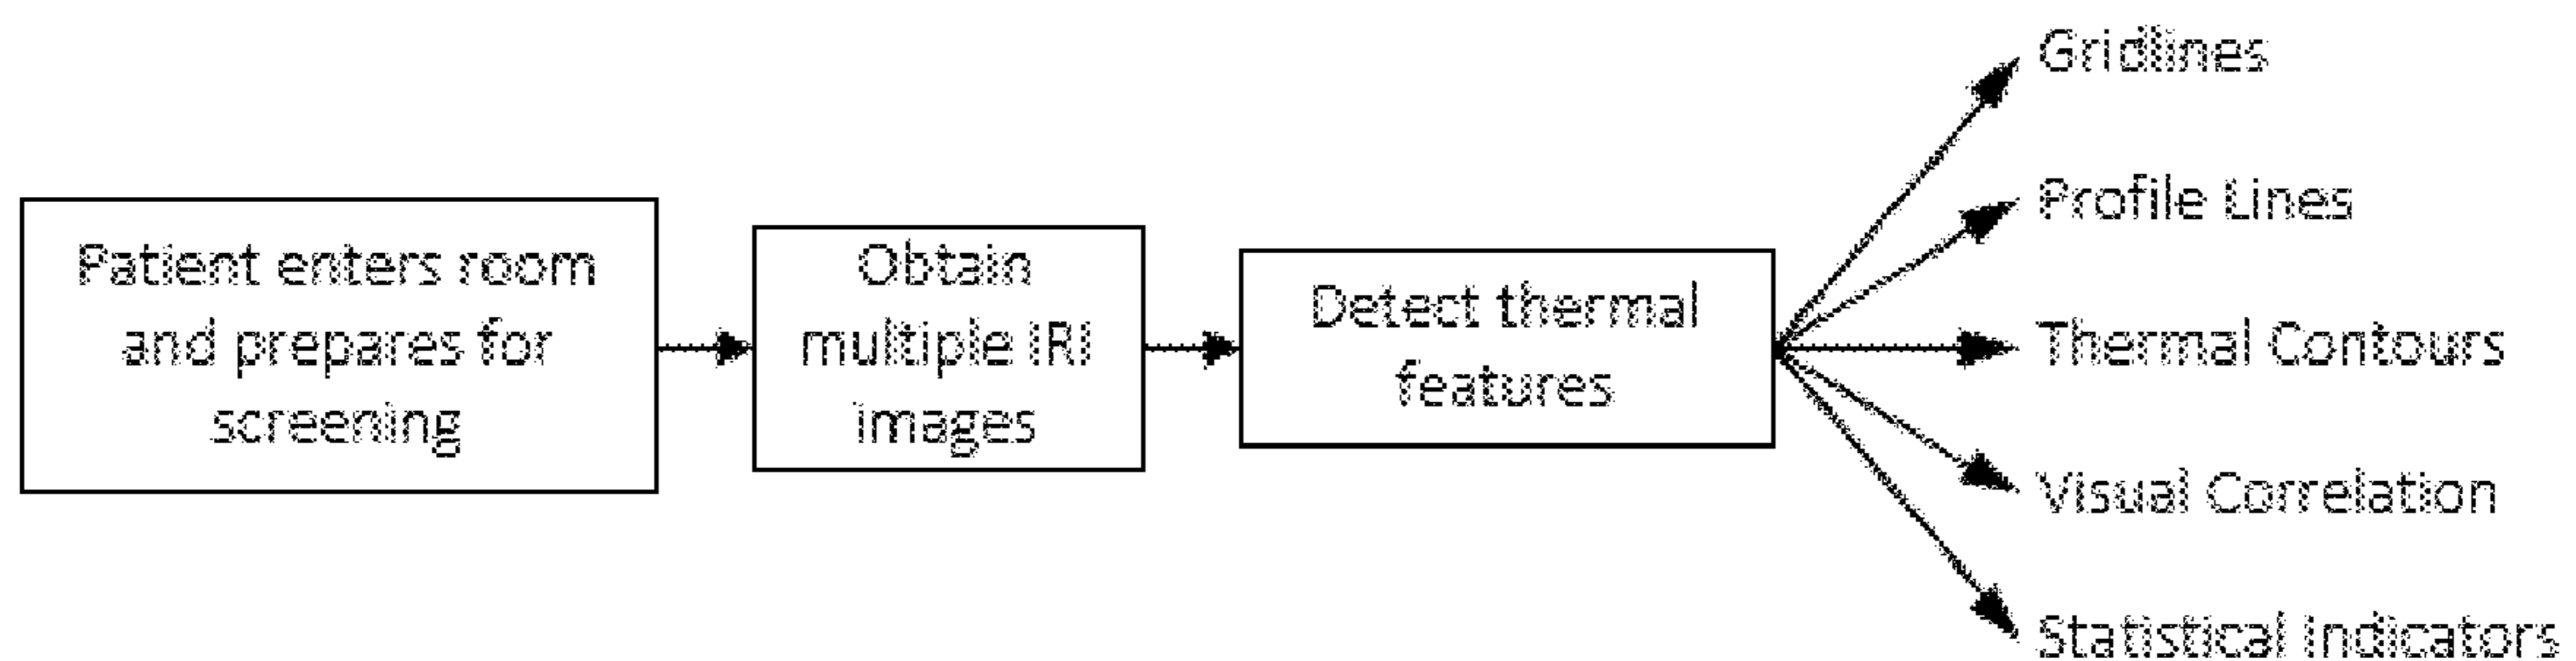 Patient enters room
and prepares for
screening
Obtain
multiple IRI
images
Detect thermal
features
Gridlines
Profile Lines
Thermal Contours
Visual Correlation
Statistical Indicators